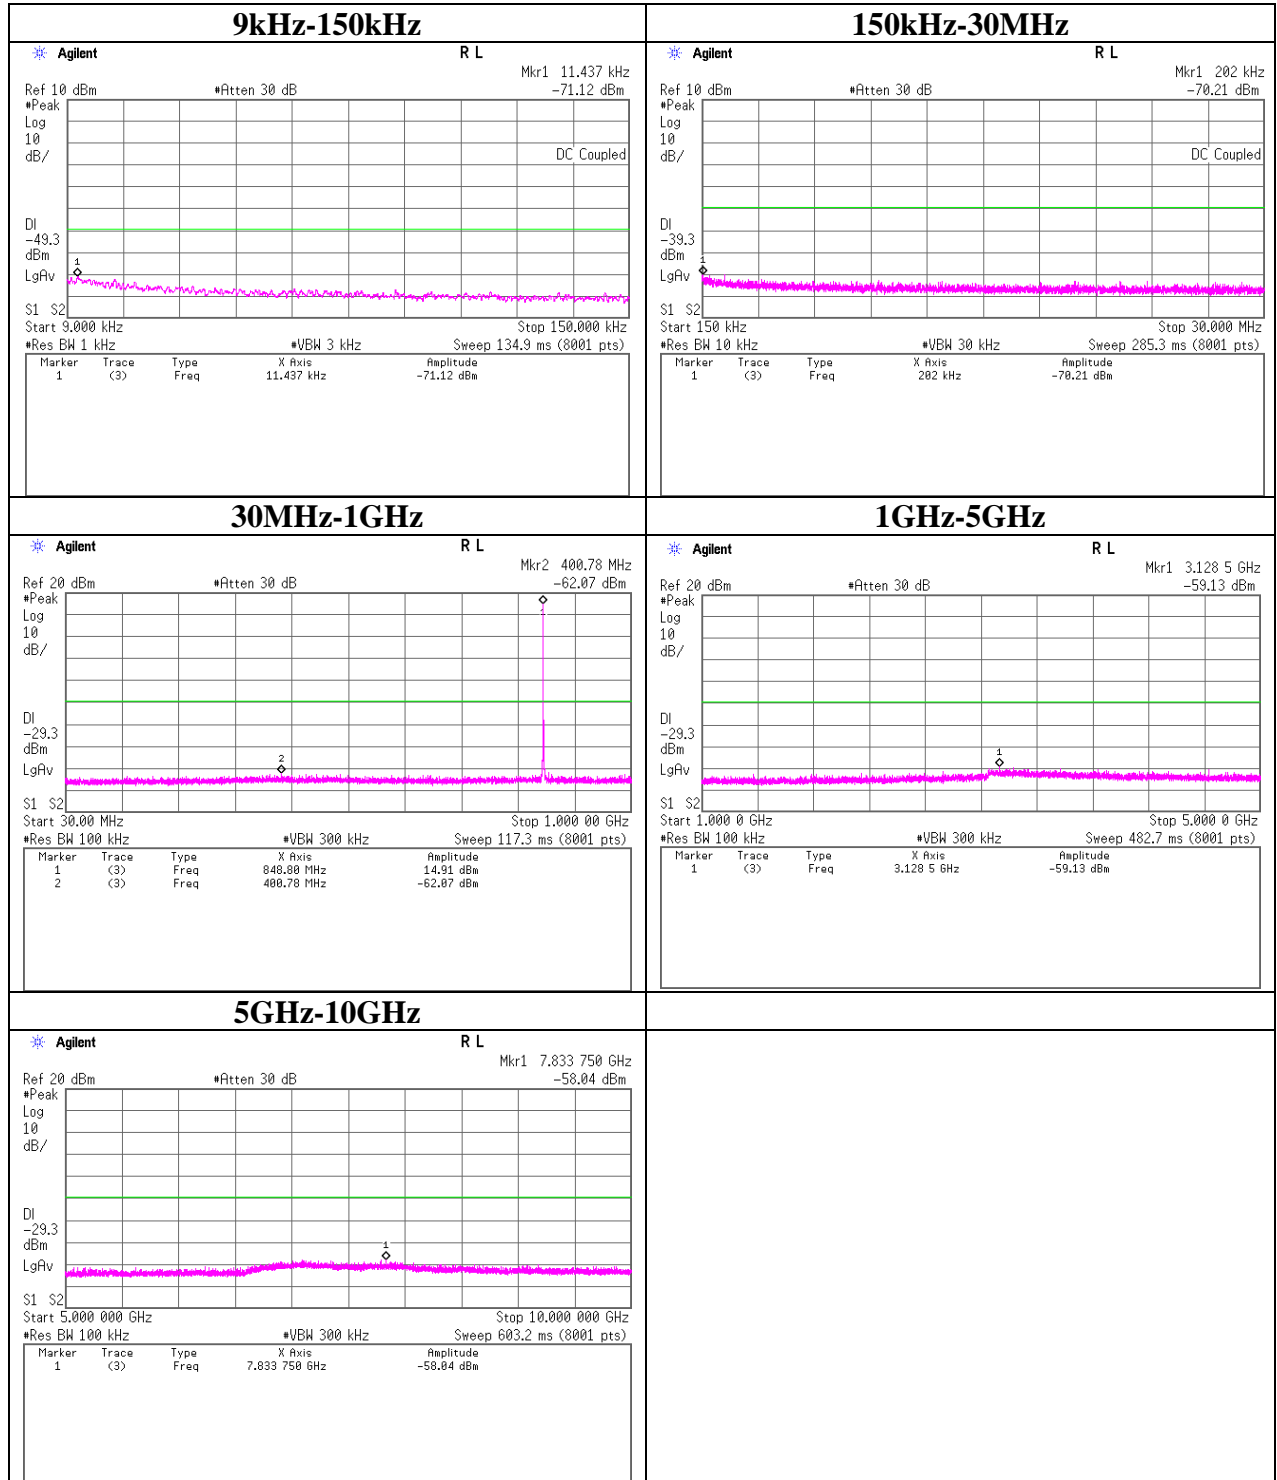 9kHz-150kHz
Agilent R L
Mkr1 11.437 kHz
Ref 10 dBm #Atten 30 dB -71.12 dBm
#Peak
Log
10
dB/
DC Coupled
DI
-49.3
dBm
LgAv
1
S1 S2
Start 9.000 kHz Stop 150.000 kHz
#Res BW 1 kHz #VBW 3 kHz Sweep 134.9 ms (8001 pts)
Marker Trace Type X Axis Amplitude
1 (3) Freq 11.437 kHz -71.12 dBm
150kHz-30MHz
Agilent R L
Mkr1 202 kHz
Ref 10 dBm #Atten 30 dB -70.21 dBm
#Peak
Log
10
dB/
DC Coupled
DI
-39.3
dBm
1
LgAv
S1 S2
Start 150 kHz Stop 30.000 MHz
#Res BW 10 kHz #VBW 30 kHz Sweep 285.3 ms (8001 pts)
Marker Trace Type X Axis Amplitude
1 (3) Freq 202 kHz -70.21 dBm
30MHz-1GHz
Agilent R L
Mkr2 400.78 MHz
Ref 20 dBm #Atten 30 dB -62.07 dBm
#Peak
1
Log
10
dB/
DI
-29.3
dBm
2
LgAv
S1 S2
Start 30.00 MHz Stop 1.000 00 GHz
#Res BW 100 kHz #VBW 300 kHz Sweep 117.3 ms (8001 pts)
Marker Trace Type X Axis Amplitude
1 (3) Freq 848.80 MHz 14.91 dBm
2 (3) Freq 400.78 MHz -62.07 dBm
1GHz-5GHz
Agilent R L
Mkr1 3.128 5 GHz
Ref 20 dBm #Atten 30 dB -59.13 dBm
#Peak
Log
10
dB/
DI
-29.3
dBm
1
LgAv
S1 S2
Start 1.000 0 GHz Stop 5.000 0 GHz
#Res BW 100 kHz #VBW 300 kHz Sweep 482.7 ms (8001 pts)
Marker Trace Type X Axis Amplitude
1 (3) Freq 3.128 5 GHz -59.13 dBm
5GHz-10GHz
Agilent R L
Mkr1 7.833 750 GHz
Ref 20 dBm #Atten 30 dB -58.04 dBm
#Peak
Log
10
dB/
DI
-29.3
dBm
1
LgAv
S1 S2
Start 5.000 000 GHz Stop 10.000 000 GHz
#Res BW 100 kHz #VBW 300 kHz Sweep 603.2 ms (8001 pts)
Marker Trace Type X Axis Amplitude
1 (3) Freq 7.833 750 GHz -58.04 dBm